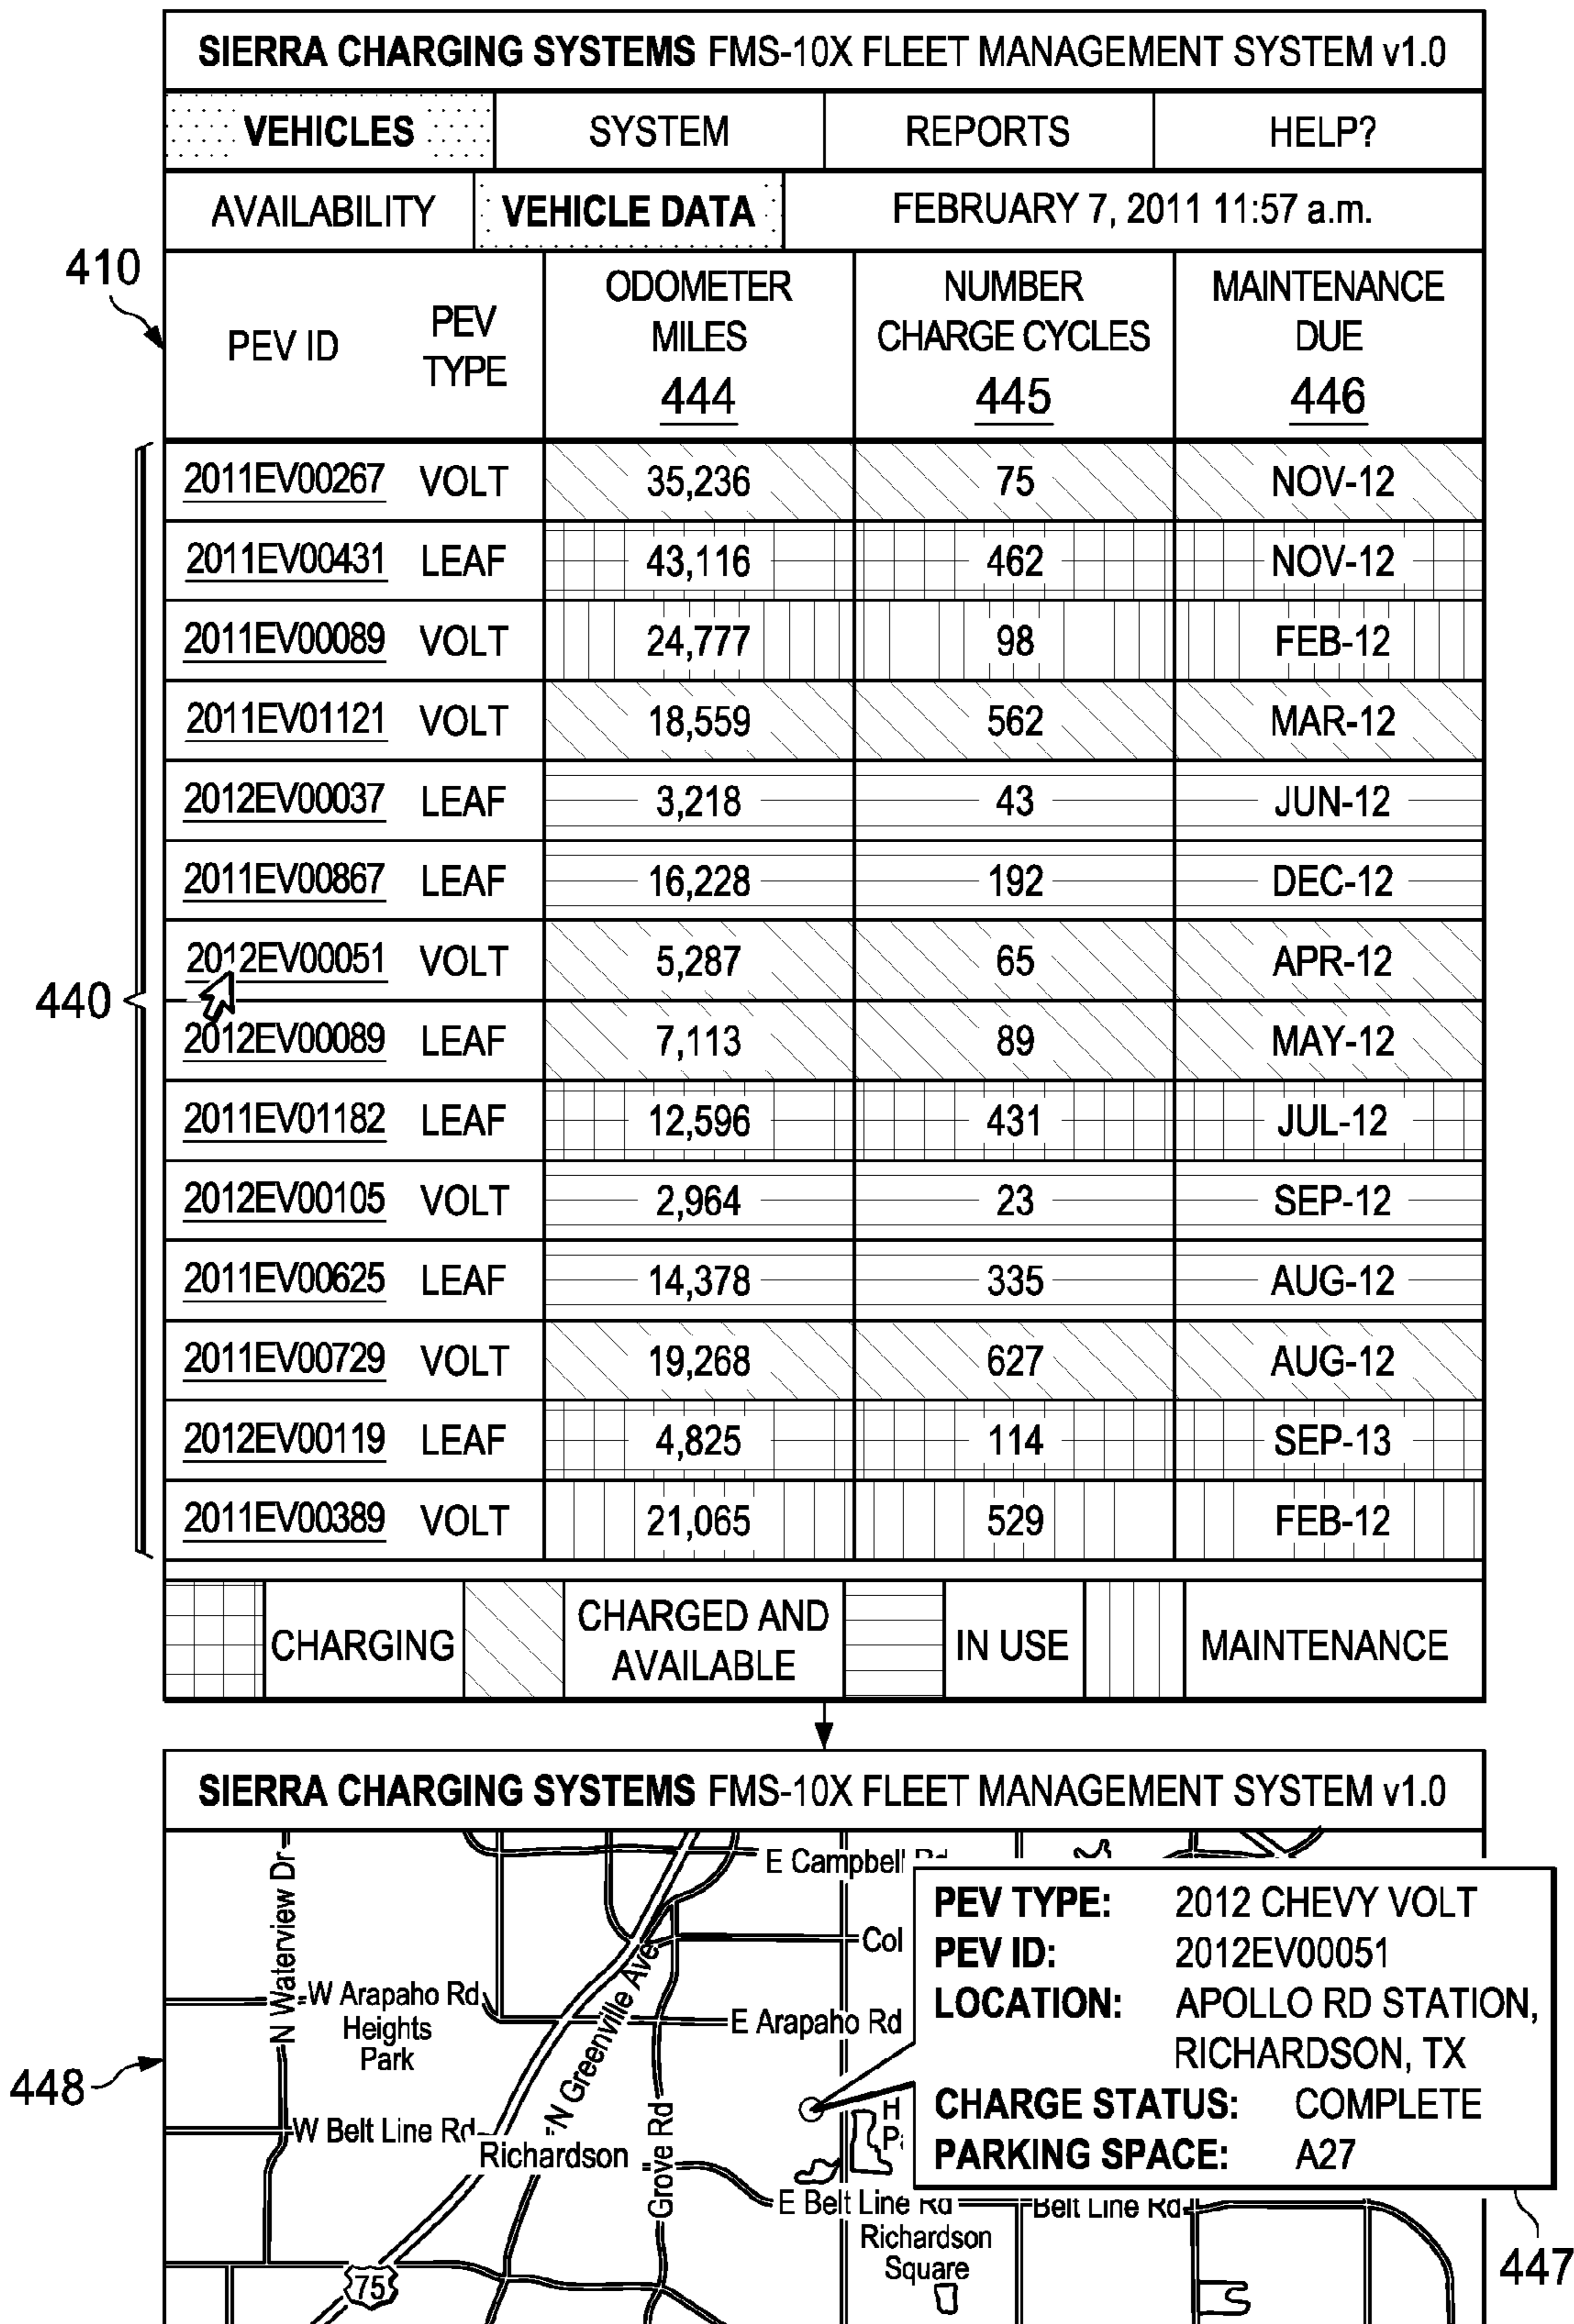 SIERRA CHARGING SYSTEMS FMS-10X FLEET MANAGEMENT SYSTEM v1.0
VEHICLES SYSTEM REPORTS HELP?
AVAILABILITY VEHICLE DATA FEBRUARY 7, 2011 11:57 a.m.
410
PEV ID PEV TYPE ODOMETER MILES 444 NUMBER CHARGE CYCLES 445 MAINTENANCE DUE 446
2011EV00267 VOLT 35,236 75 NOV-12
2011EV00431 LEAF 43,116 462 NOV-12
2011EV00089 VOLT 24,777 98 FEB-12
2011EV01121 VOLT 18,559 562 MAR-12
2012EV00037 LEAF 3,218 43 JUN-12
2011EV00867 LEAF 16,228 192 DEC-12
2012EV00051 VOLT 5,287 65 APR-12
440
2012EV00089 LEAF 7,113 89 MAY-12
2011EV01182 LEAF 12,596 431 JUL-12
2012EV00105 VOLT 2,964 23 SEP-12
2011EV00625 LEAF 14,378 335 AUG-12
2011EV00729 VOLT 19,268 627 AUG-12
2012EV00119 LEAF 4,825 114 SEP-13
2011EV00389 VOLT 21,065 529 FEB-12
CHARGING CHARGED AND AVAILABLE IN USE MAINTENANCE
SIERRA CHARGING SYSTEMS FMS-10X FLEET MANAGEMENT SYSTEM v1.0
N Waterview Dr
E Campbell Rd
Col
W Arapaho Rd
Heights
Park
N Greenville Ave
E Arapaho Rd
PEV TYPE: 2012 CHEVY VOLT
PEV ID: 2012EV00051
LOCATION: APOLLO RD STATION,
RICHARDSON, TX
CHARGE STATUS: COMPLETE
PARKING SPACE: A27
448
W Belt Line Rd
Richardson
Grove Rd
H
E Belt Line Rd
Belt Line Rd
Richardson
Square
447
75